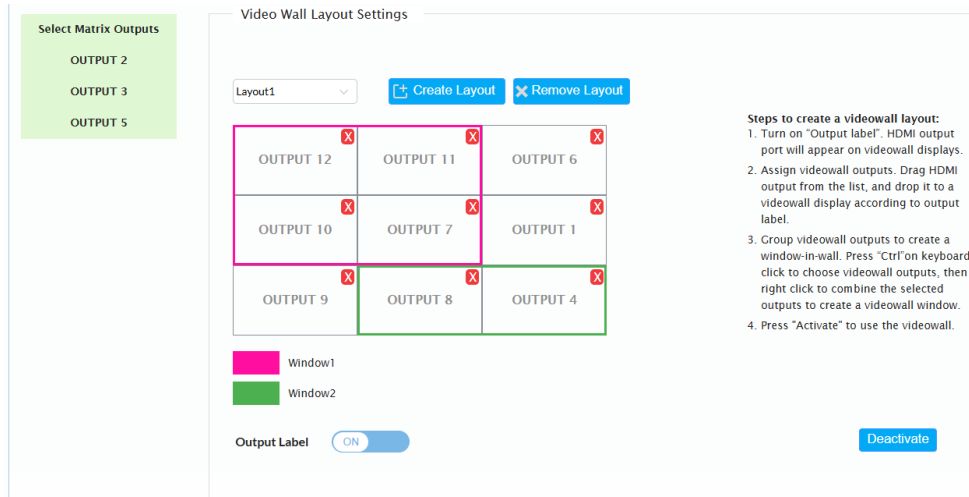 Select Matrix Outputs
OUTPUT 2
OUTPUT 3
OUTPUT 5
Video Wall Layout Settings
Layout1
Create Layout
X Remove Layout
OUTPUT 12 X
OUTPUT 11 X
OUTPUT 6 X
OUTPUT 10 X
OUTPUT 7 X
OUTPUT 1 X
OUTPUT 9 X
OUTPUT 8 X
OUTPUT 4 X
Window1
Window2
Output Label
ON
Steps to create a videowall layout:
1. Turn on "Output label". HDMI output
port will appear on videowall displays.
2. Assign videowall outputs. Drag HDMI
output from the list, and drop it to a
videowall display according to output
label.
3. Group videowall outputs to create a
window-in-wall. Press "Ctrl"on keyboard
click to choose videowall outputs, then
right click to combine the selected
outputs to create a videowall window.
4. Press "Activate" to use the videowall.
Deactivate